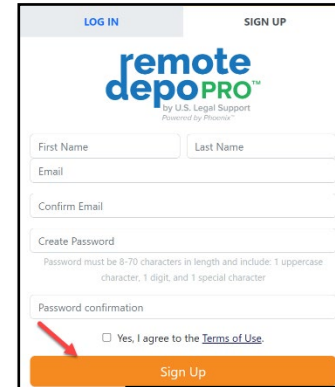 LOG IN SIGN UP
remote
depoPRO™
by U.S. Legal Support
Powered by Phoenix™
First Name Last Name
Email
Confirm Email
Create Password
Password must be 8-70 characters in length and include: 1 uppercase
character, 1 digit, and 1 special character
Password confirmation
Yes, I agree to the Terms of Use.
Sign Up